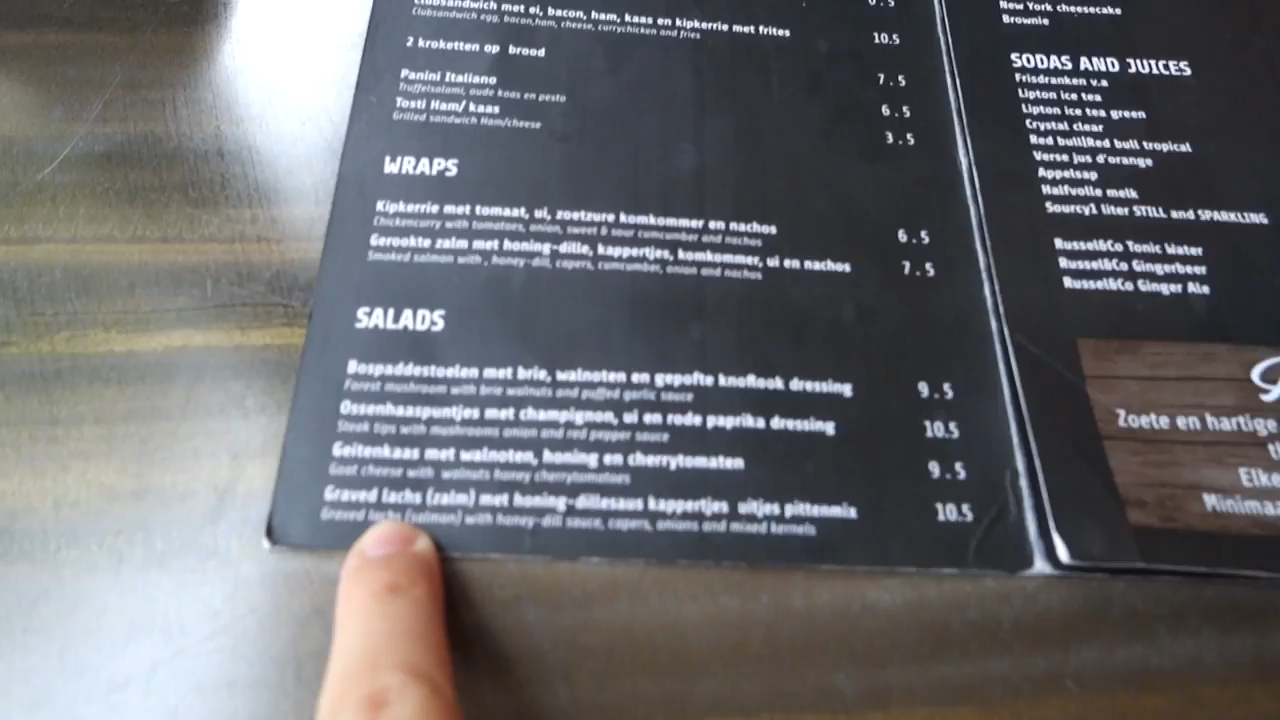 Clubsandwich met ei, bacon, ham, kaas en kipkerrie met frites
Clubsandwich egg, bacon,ham, cheese, currychicken and fries
10.5
2 kroketten op brood
7.5
Panini Italiano
Truffelsalami, oude kaas en pesto
6.5
Tosti Ham/ kaas
Grilled sandwich Ham/cheese
3.5
WRAPS
Kipkerrie met tomaat, ui, zoetzure komkommer en nachos
Chickencurry with tomatoes, onion, sweet & sour cumcumber and nachos
6.5
Gerookte zalm met honing-dille, kappertjes, komkommer, ui en nachos
Smoked salmon with , honey-dill, capers, cumcumber, onion and nachos
7.5
SALADS
Bospaddestoelen met brie, walnoten en gepofte knoflook dressing
Forest mushroom with brie walnuts and puffed garlic sauce
9.5
Ossenhaaspuntjes met champignon, ui en rode paprika dressing
Steak tips with mushrooms onion and red pepper sauce
10.5
Geitenkaas met walnoten, honing en cherrytomaten
Goat cheese with walnuts honey cherrytomatoes
9.5
Graved lachs (zalm) met honing-dillesaus kappertjes uitjes pittenmix
Graved lachs (salmon) with honey-dill sauce, capers, onions and mixed kernels
10.5
New York cheesecake
Brownie
SODAS AND JUICES
Frisdranken v.a
Lipton ice tea
Lipton ice tea green
Crystal clear
Red bull|Red bull tropical
Verse jus d'orange
Appelsap
Halfvolle melk
Sourcy1 liter STILL and SPARKLING
Russel&Co Tonic Water
Russel&Co Gingerbeer
Russel&Co Ginger Ale
Zoete en hartige